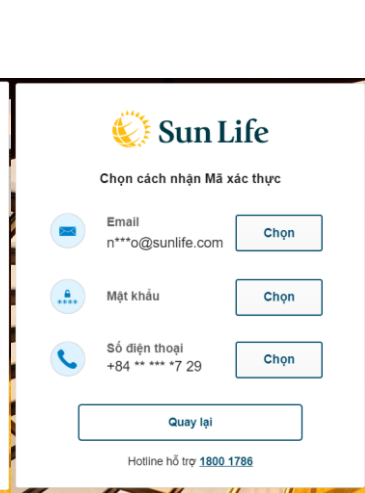 Sun Life
Chọn cách nhận Mã xác thực
Email
n***o@sunlife.com
Chọn
Mật khẩu
Chọn
Số điện thoại
+84 ** *** *7 29
Chọn
Quay lại
Hotline hỗ trợ 1800 1786